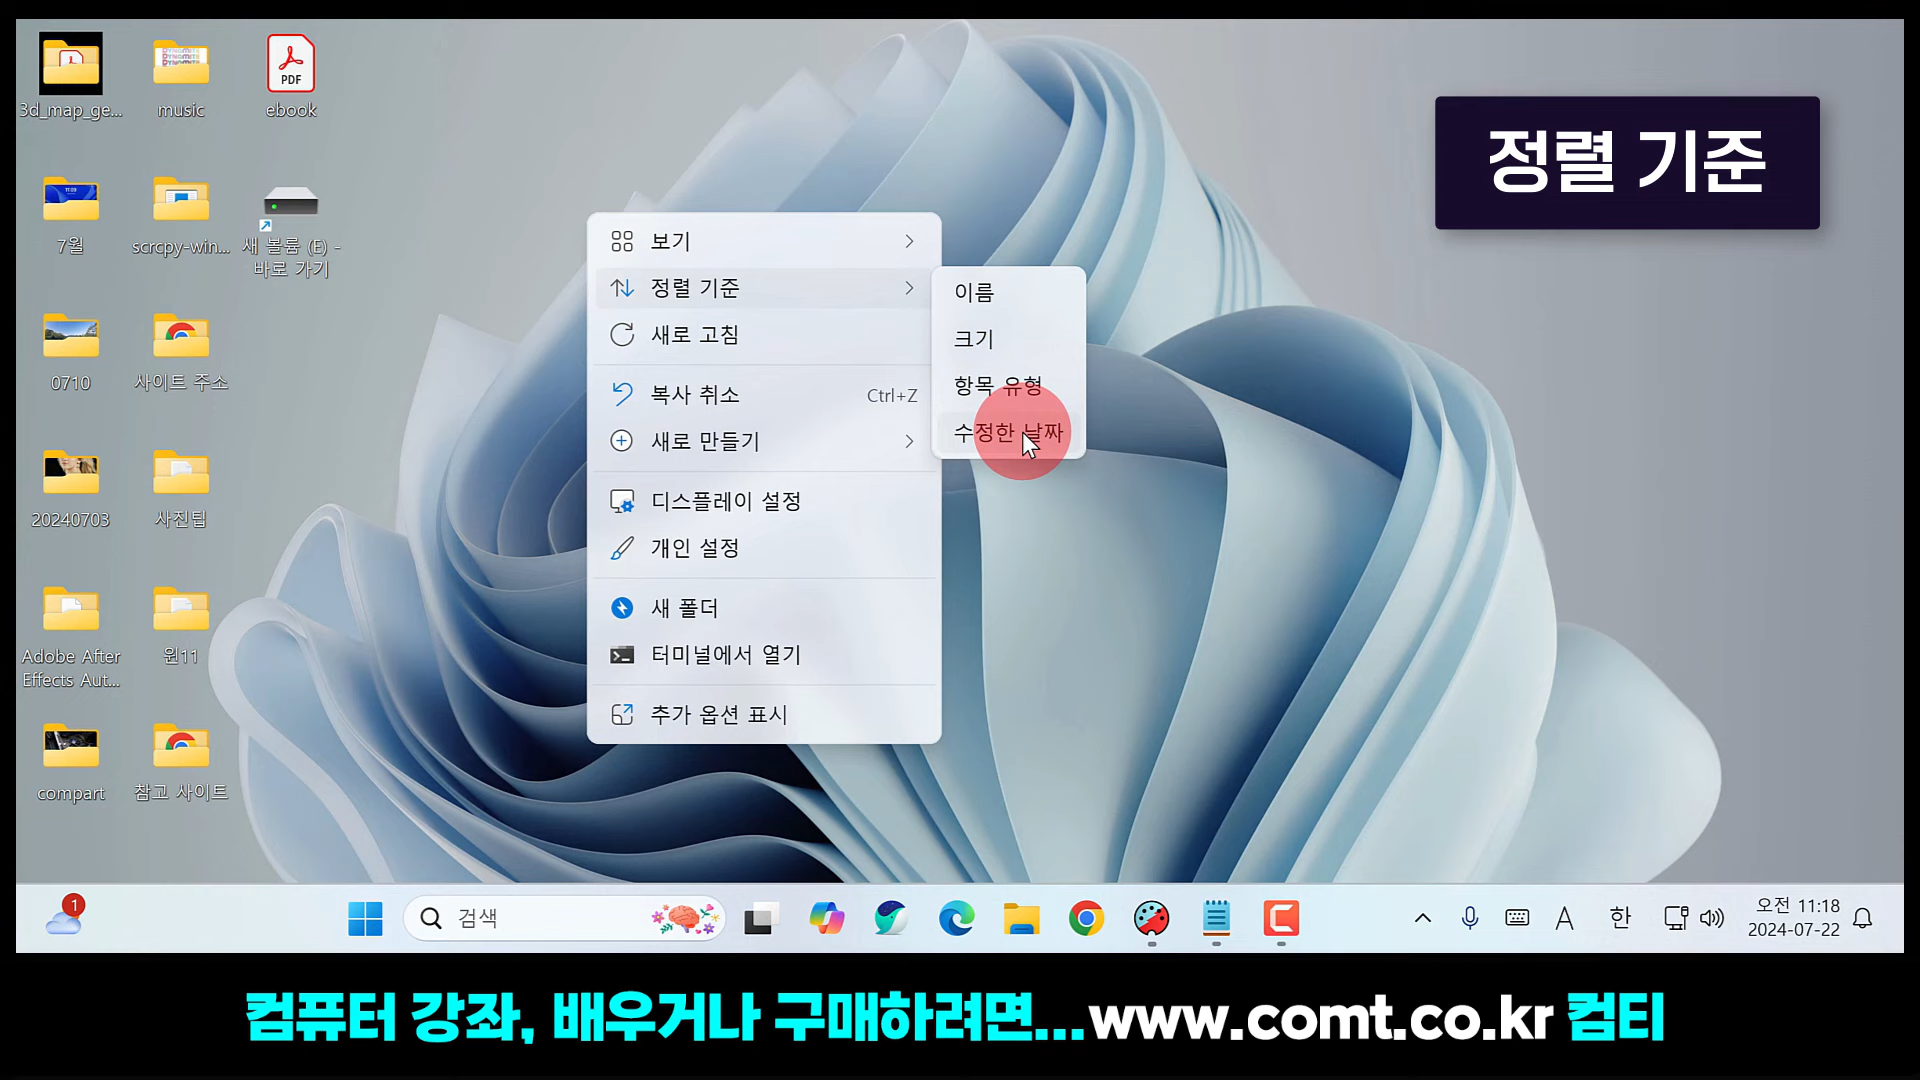 3d_map_ge...
music
ebook
PDF
정렬 기준
7월
scrcpy-win...
새 볼륨 (E) -
바로 가기
보기
정렬 기준
새로 고침
복사 취소 Ctrl+Z
새로 만들기
디스플레이 설정
개인 설정
새 폴더
터미널에서 열기
추가 옵션 표시
이름
크기
항목 유형
수정한 날짜
0710
사이트 주소
20240703
사진팁
Adobe After
Effects Aut...
윈11
compart
참고 사이트
1
검색
A
한
오전 11:18
2024-07-22
컴퓨터 강좌, 배우거나 구매하려면...www.comt.co.kr 컴티